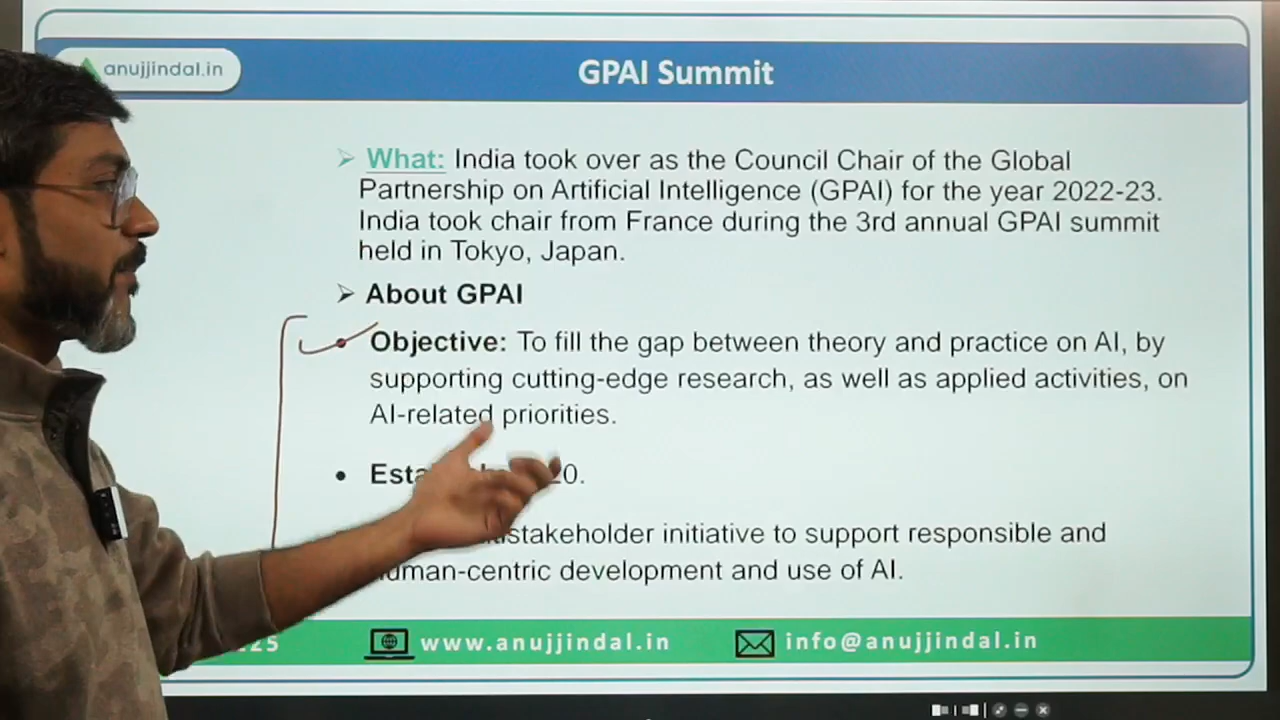 anujjindal.in
GPAI Summit
What: India took over as the Council Chair of the Global
Partnership on Artificial Intelligence (GPAI) for the year 2022-23.
India took chair from France during the 3rd annual GPAI summit
held in Tokyo, Japan.
About GPAI
Objective: To fill the gap between theory and practice on AI, by
supporting cutting-edge research, as well as applied activities, on
AI-related priorities.
initiative to support responsible and
human-centric development and use of AI.
www.anujjindal.in info@anujjindal.in